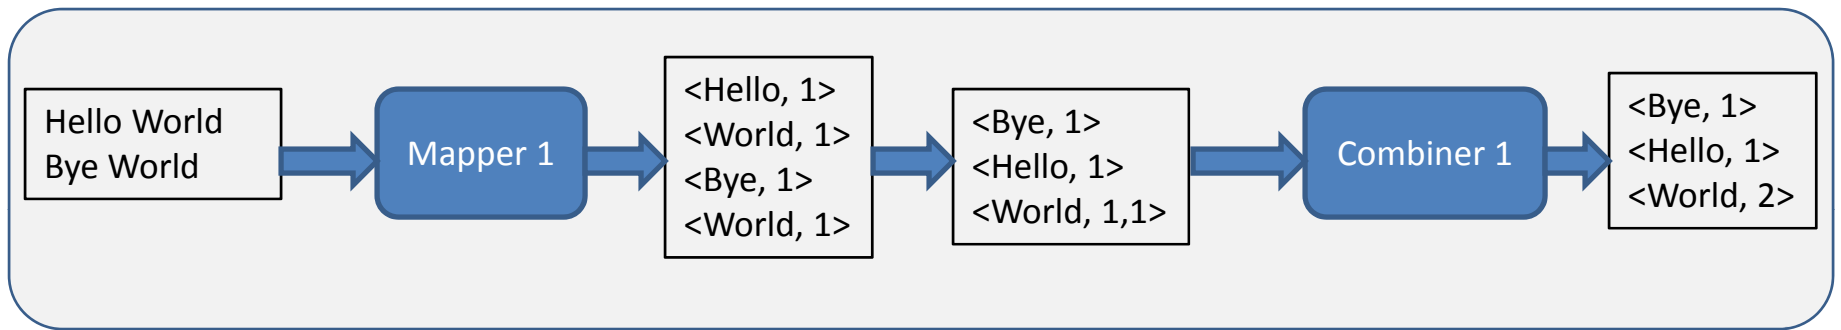 Hello World
Bye World
Mapper 1
<Hello, 1>
<World, 1>
<Bye, 1>
<World, 1>
<Bye, 1>
<Hello, 1>
<World, 1,1>
Combiner 1
<Bye, 1>
<Hello, 1>
<World, 2>